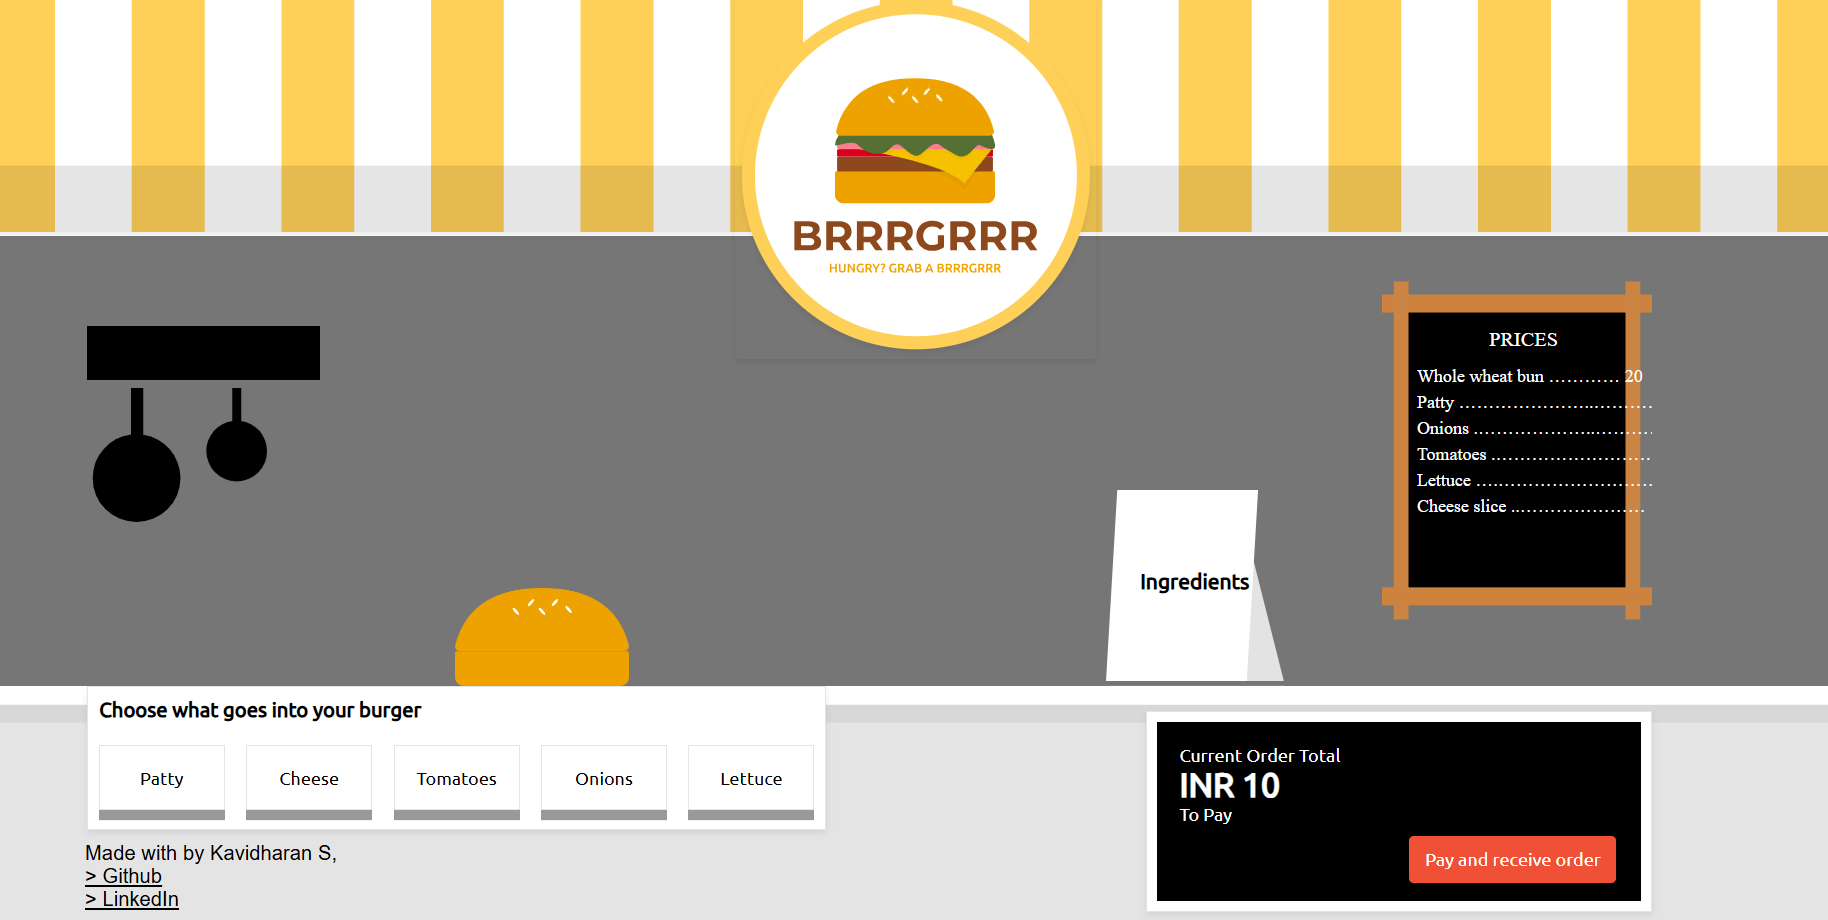 BRRRGRRR
HUNGRY? GRAB A BRRRGRRR
PRICES
Whole wheat bun ………… 20
Patty …………………..………
Onions .………………..………
Tomatoes ………………………
Lettuce ….………………………
Cheese slice ..…………………
Ingredients
Choose what goes into your burger
Patty
Cheese
Tomatoes
Onions
Lettuce
Made with by Kavidharan S,
> Github
> LinkedIn
Current Order Total
INR 10
To Pay
Pay and receive order